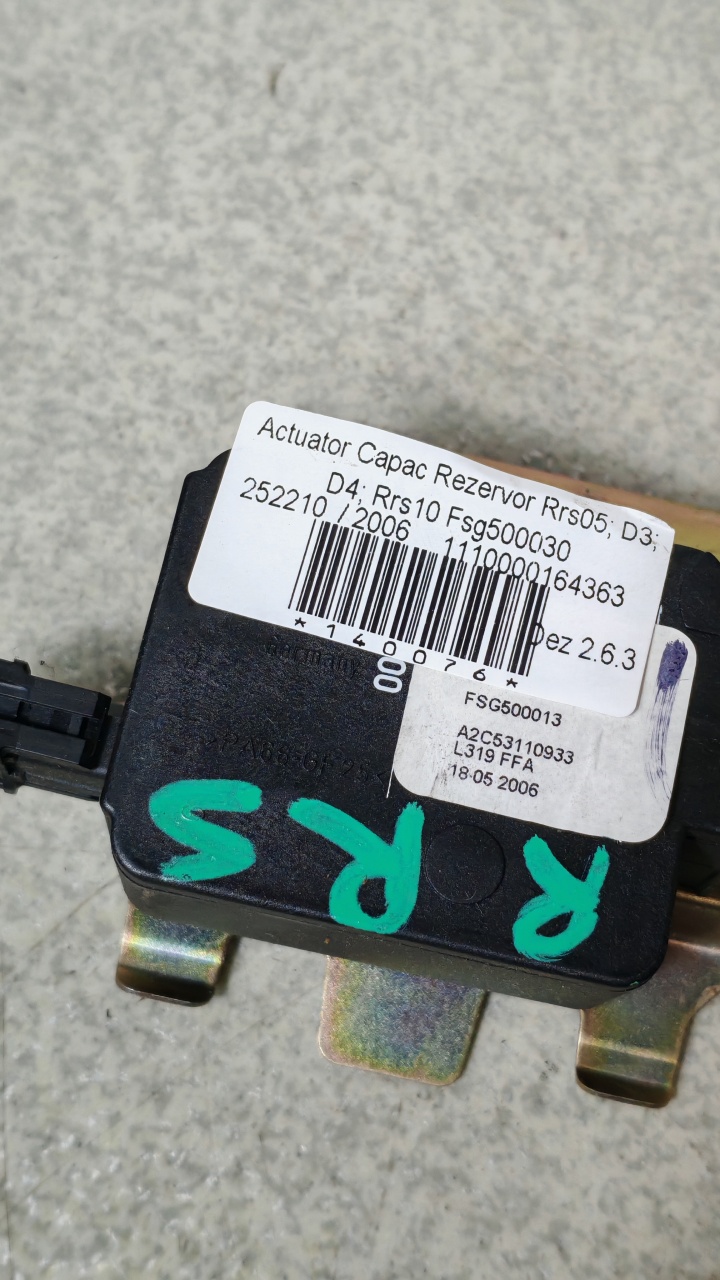 Actuator Capac Rezervor Rrs05; D3;
D4; Rrs10 Fsg500030
252210 /2006 1110000164363
*140076*
Dez 2.6.3
germany
FSG500013
A2C53110933
L319 FFA
18·05 2006
RRS